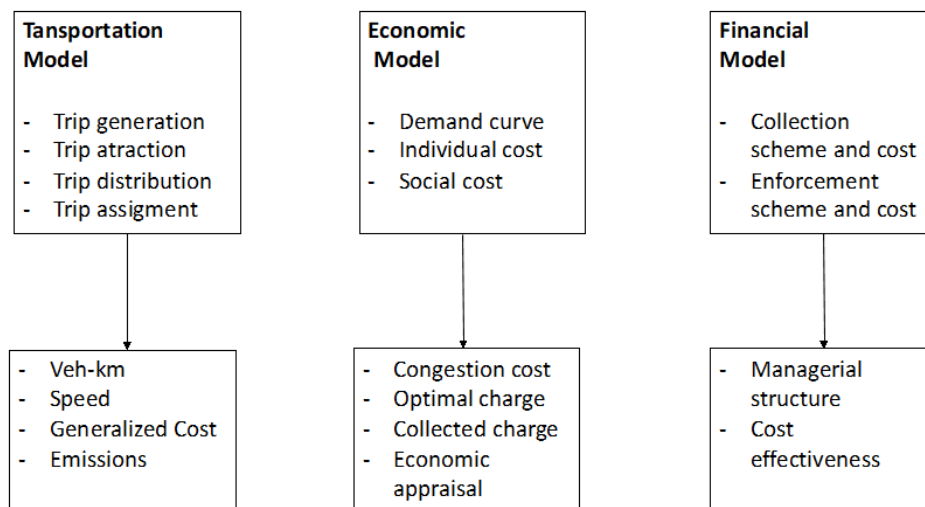 Tansportation
Model
- Trip generation
- Trip atraction
- Trip distribution
- Trip assigment
Economic
Model
- Demand curve
- Individual cost
- Social cost
Financial
Model
- Collection
scheme and cost
- Enforcement
scheme and cost
- Veh-km
- Speed
- Generalized Cost
- Emissions
- Congestion cost
- Optimal charge
- Collected charge
- Economic
appraisal
- Managerial
structure
- Cost
effectiveness